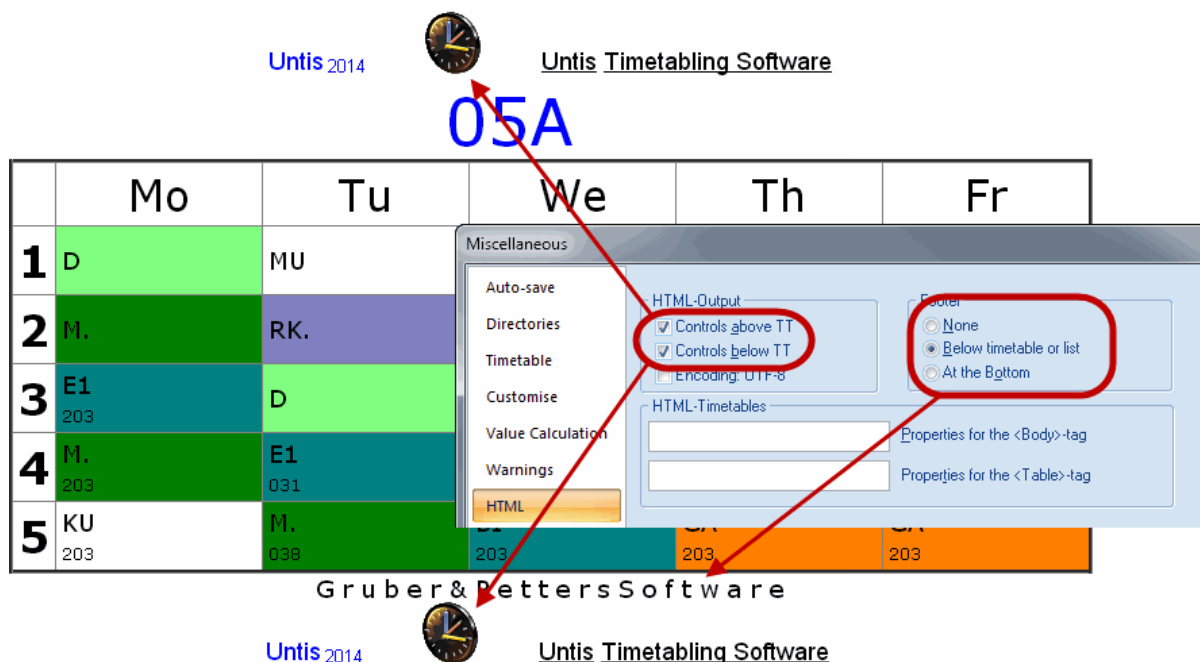 Untis 2014 Untis Timetabling Software
05A
Mo Tu We Th Fr
1 D MU
2 M. RK.
3 E1 203 D
4 M. 203 E1 031
5 KU 203 M. 038 203 203 203
Miscellaneous
Auto-save
Directories
Timetable
Customise
Value Calculation
Warnings
HTML
HTML-Output
Controls above TT
Controls below TT
Encoding: UTF-8
Footer
None
Below timetable or list
At the Bottom
HTML-Timetables
Properties for the <Body>-tag
Properties for the <Table>-tag
Gruber&PettersSoftware
Untis 2014 Untis Timetabling Software